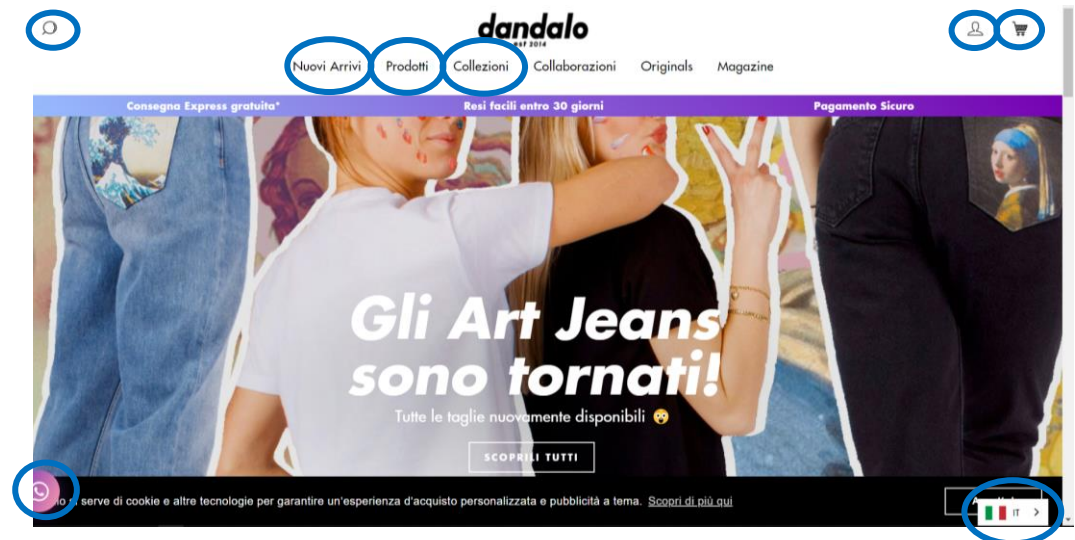 dandalo
est 2014
Nuovi Arrivi Prodotti Collezioni Collaborazioni Originals Magazine
Consegna Express gratuita* Resi facili entro 30 giorni Pagamento Sicuro
Gli Art Jeans
sono tornati!
Tutte le taglie nuovamente disponibili 😲
SCOPRILI TUTTI
serve di cookie e altre tecnologie per garantire un'esperienza d'acquisto personalizzata e pubblicità a tema. Scopri di più qui
IT >